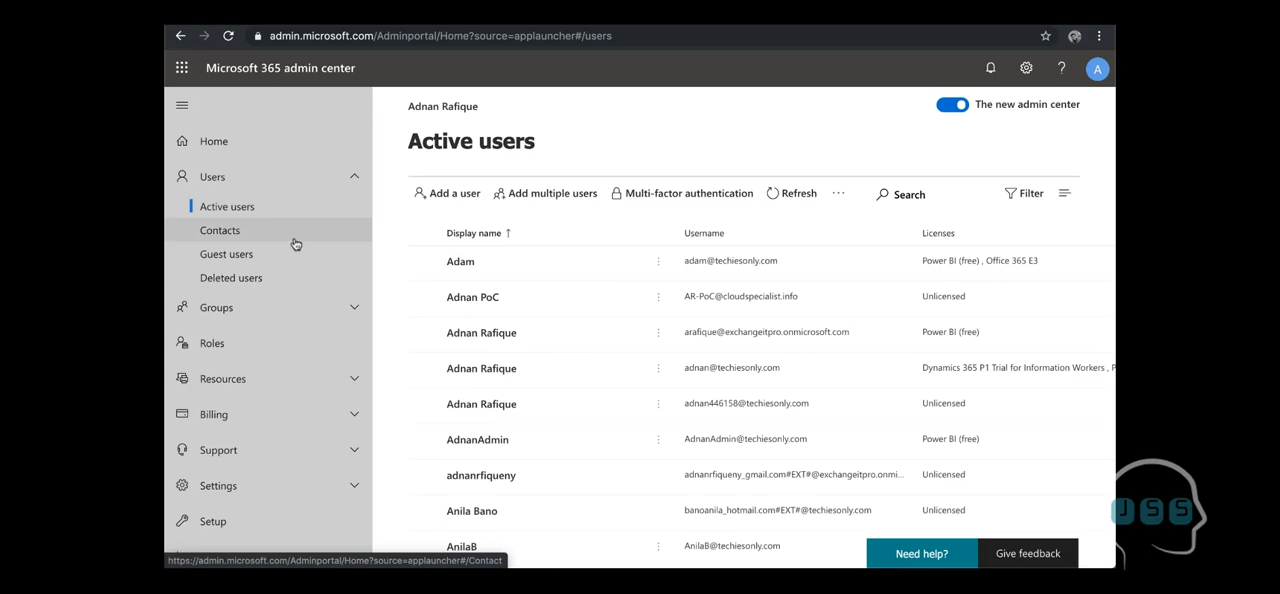 admin.microsoft.com/Adminportal/Home?source=applauncher#/users
Microsoft 365 admin center
?
A
Home
Users
Active users
Contacts
Guest users
Deleted users
Groups
Roles
Resources
Billing
Support
Settings
Setup
https://admin.microsoft.com/Adminportal/Home?source=applauncher#/Contact
Adnan Rafique
The new admin center
Active users
Add a user Add multiple users Multi-factor authentication Refresh ... Search Filter
Display name ↑ Username Licenses
Adam adam@techiesonly.com Power BI (free) , Office 365 E3
Adnan PoC AR-PoC@cloudspecialist.info Unlicensed
Adnan Rafique arafique@exchangeitpro.onmicrosoft.com Power BI (free)
Adnan Rafique adnan@techiesonly.com Dynamics 365 P1 Trial for Information Workers , P
Adnan Rafique adnan446158@techiesonly.com Unlicensed
AdnanAdmin AdnanAdmin@techiesonly.com Power BI (free)
adnanrfiqueny adnanrfiqueny_gmail.com#EXT#@exchangeitpro.onmi... Unlicensed
Anila Bano banoanila_hotmail.com#EXT#@techiesonly.com Unlicensed
AnilaB AnilaB@techiesonly.com
Need help? Give feedback
JSS